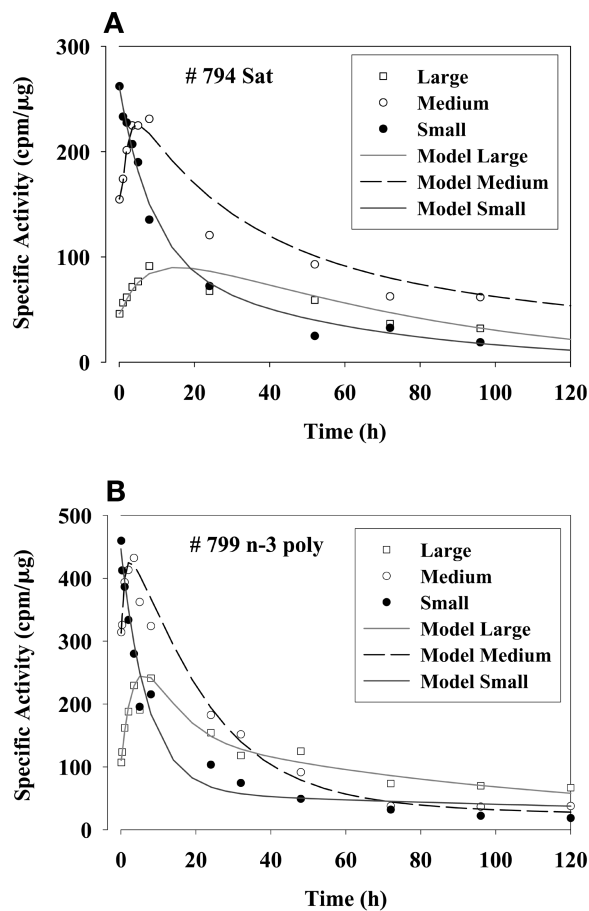 A
300
200
100
0
Specific Activity (cpm/µg)
# 794 Sat
Large
Medium
Small
Model Large
Model Medium
Model Small
0 20 40 60 80 100 120
Time (h)
B
500
400
300
200
100
0
Specific Activity (cpm/µg)
# 799 n-3 poly
Large
Medium
Small
Model Large
Model Medium
Model Small
0 20 40 60 80 100 120
Time (h)